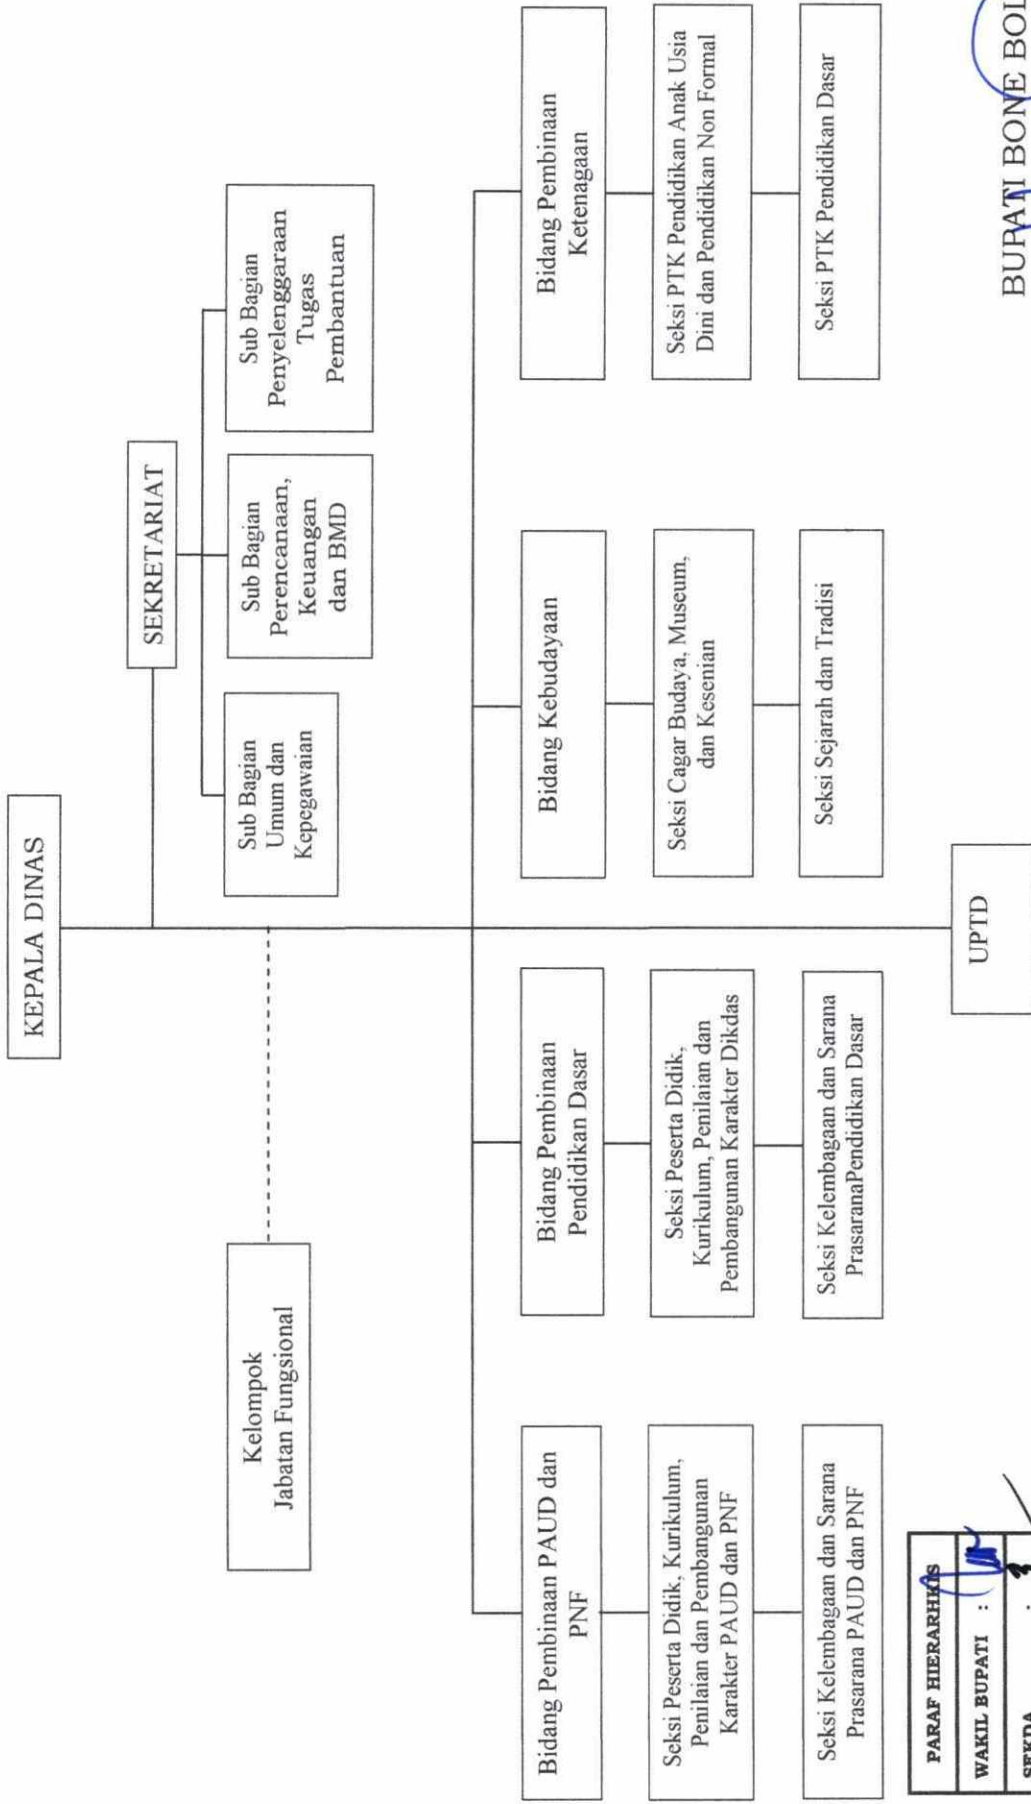 KEPALA DINAS
SEKRETARIAT
Sub Bagian
Umum dan
Kepegawaian
Sub Bagian
Perencanaan,
Keuangan
dan BMD
Sub Bagian
Penyelenggaraan
Tugas
Pembantuan
Kelompok
Jabatan Fungsional
Bidang Pembinaan PAUD dan
PNF
Seksi Peserta Didik, Kurikulum,
Penilaian dan Pembangunan
Karakter PAUD dan PNF
Seksi Kelembagaan dan Sarana
Prasarana PAUD dan PNF
Bidang Pembinaan
Pendidikan Dasar
Seksi Peserta Didik,
Kurikulum, Penilaian dan
Pembangunan Karakter Dikdas
Seksi Kelembagaan dan Sarana
PrasaranaPendidikan Dasar
Bidang Kebudayaan
Seksi Cagar Budaya, Museum,
dan Kesenian
Seksi Sejarah dan Tradisi
Bidang Pembinaan
Ketenagaan
Seksi PTK Pendidikan Anak Usia
Dini dan Pendidikan Non Formal
Seksi PTK Pendidikan Dasar
UPTD
PARAF HIERARHKIS
WAKIL BUPATI :
SEKDA :
BUPATI BONE BOL